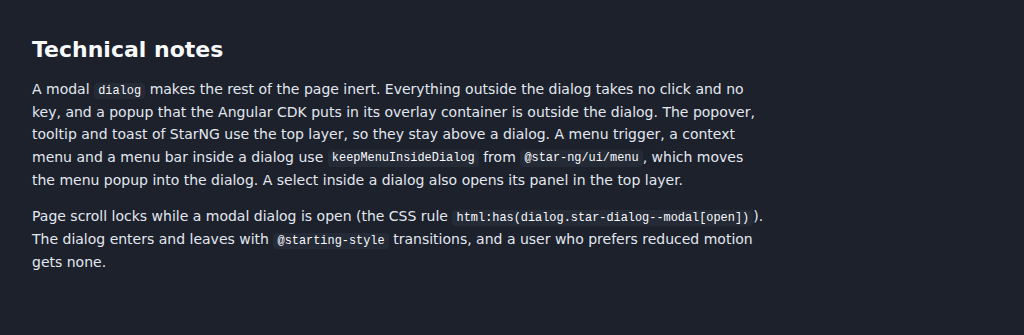 Technical notes
A modal dialog makes the rest of the page inert. Everything outside the dialog takes no click and no
key, and a popup that the Angular CDK puts in its overlay container is outside the dialog. The popover,
tooltip and toast of StarNG use the top layer, so they stay above a dialog. A menu trigger, a context
menu and a menu bar inside a dialog use keepMenuInsideDialog from @star-ng/ui/menu, which moves
the menu popup into the dialog. A select inside a dialog also opens its panel in the top layer.
Page scroll locks while a modal dialog is open (the CSS rule html:has(dialog.star-dialog--modal[open])).
The dialog enters and leaves with @starting-style transitions, and a user who prefers reduced motion
gets none.